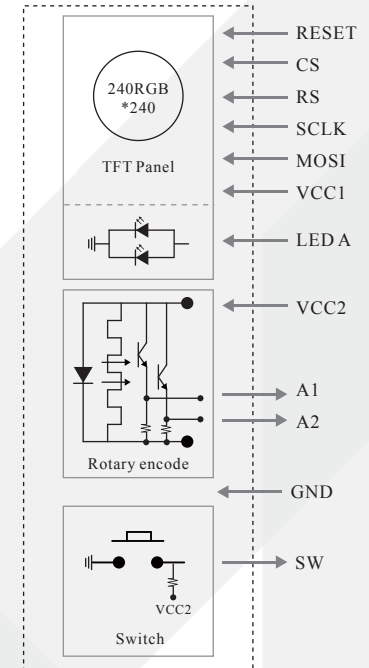 RESET
CS
240RGB
*240
RS
SCLK
TFT Panel
MOSI
VCC1
LED A
VCC2
A1
A2
Rotary encode
GND
SW
VCC2
Switch